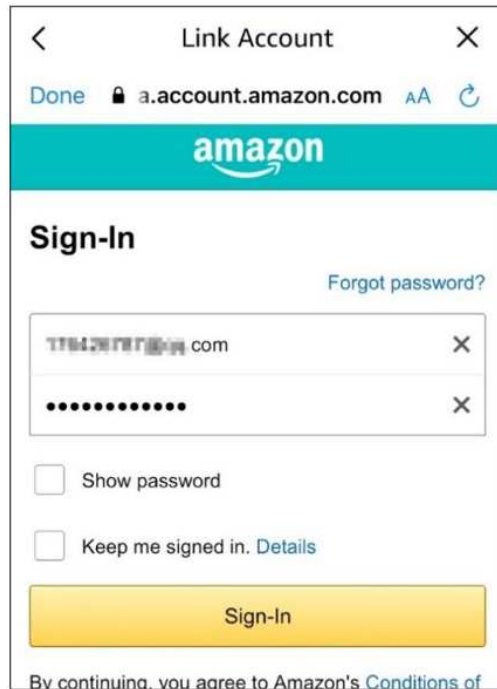 Link Account
Done a.account.amazon.com AA
amazon
Sign-In
Forgot password?
.com
••••••••••••
Show password
Keep me signed in. Details
Sign-In
By continuing, you agree to Amazon's Conditions of